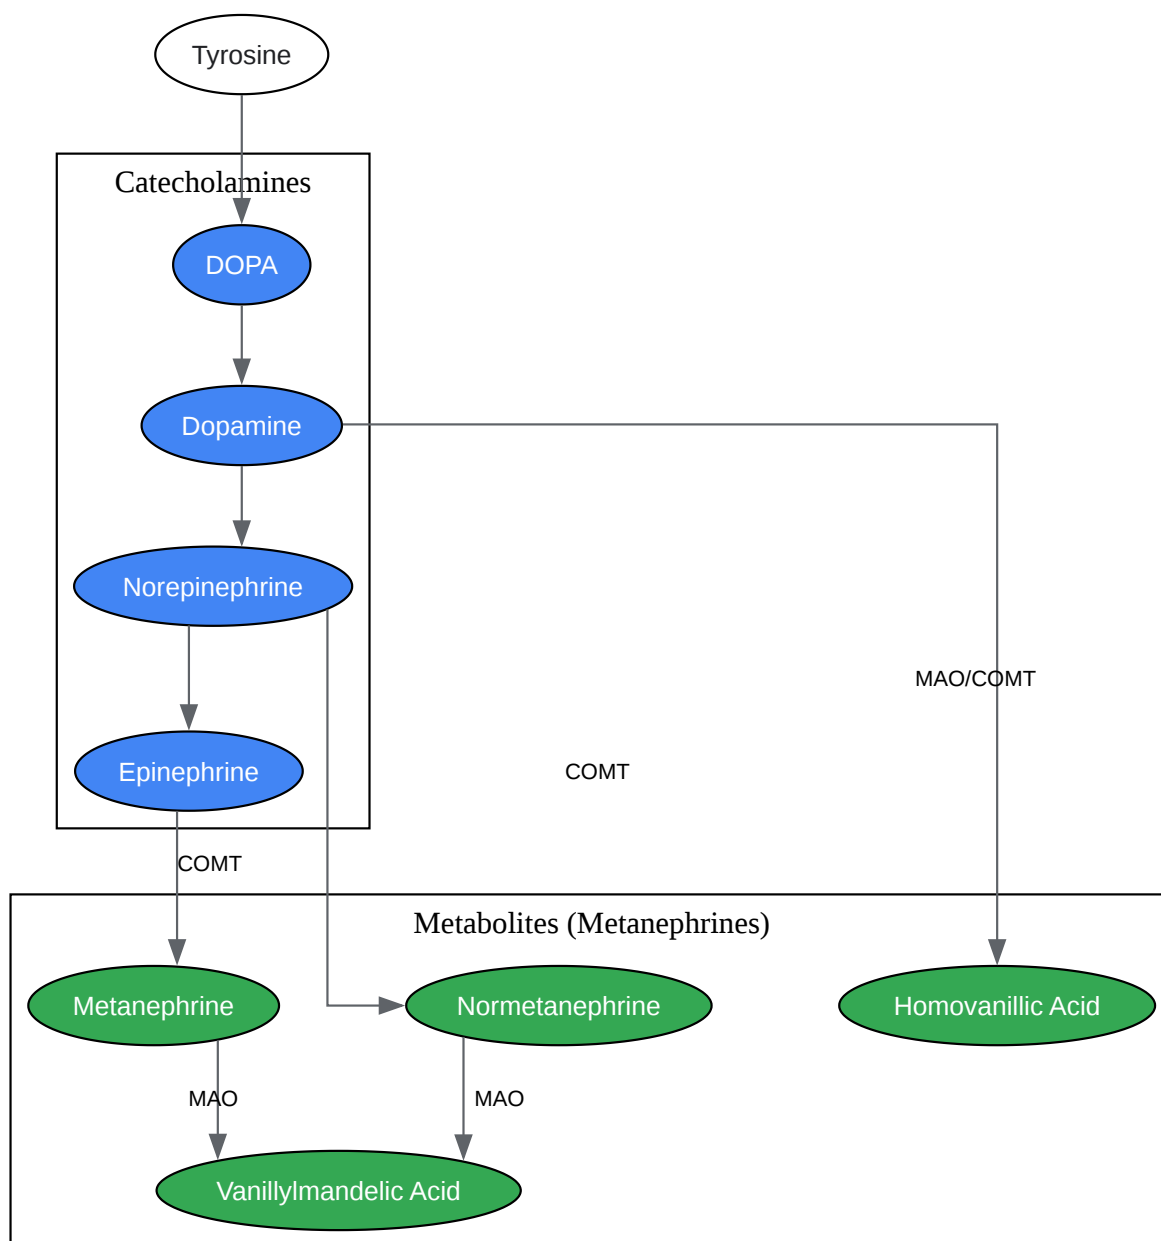 Tyrosine
Catecholamines
DOPA
Dopamine
Norepinephrine
MAO/COMT
Epinephrine
COMT
COMT
Metabolites (Metanephrines)
Metanephrine
Normetanephrine
Homovanillic Acid
MAO
MAO
Vanillylmandelic Acid